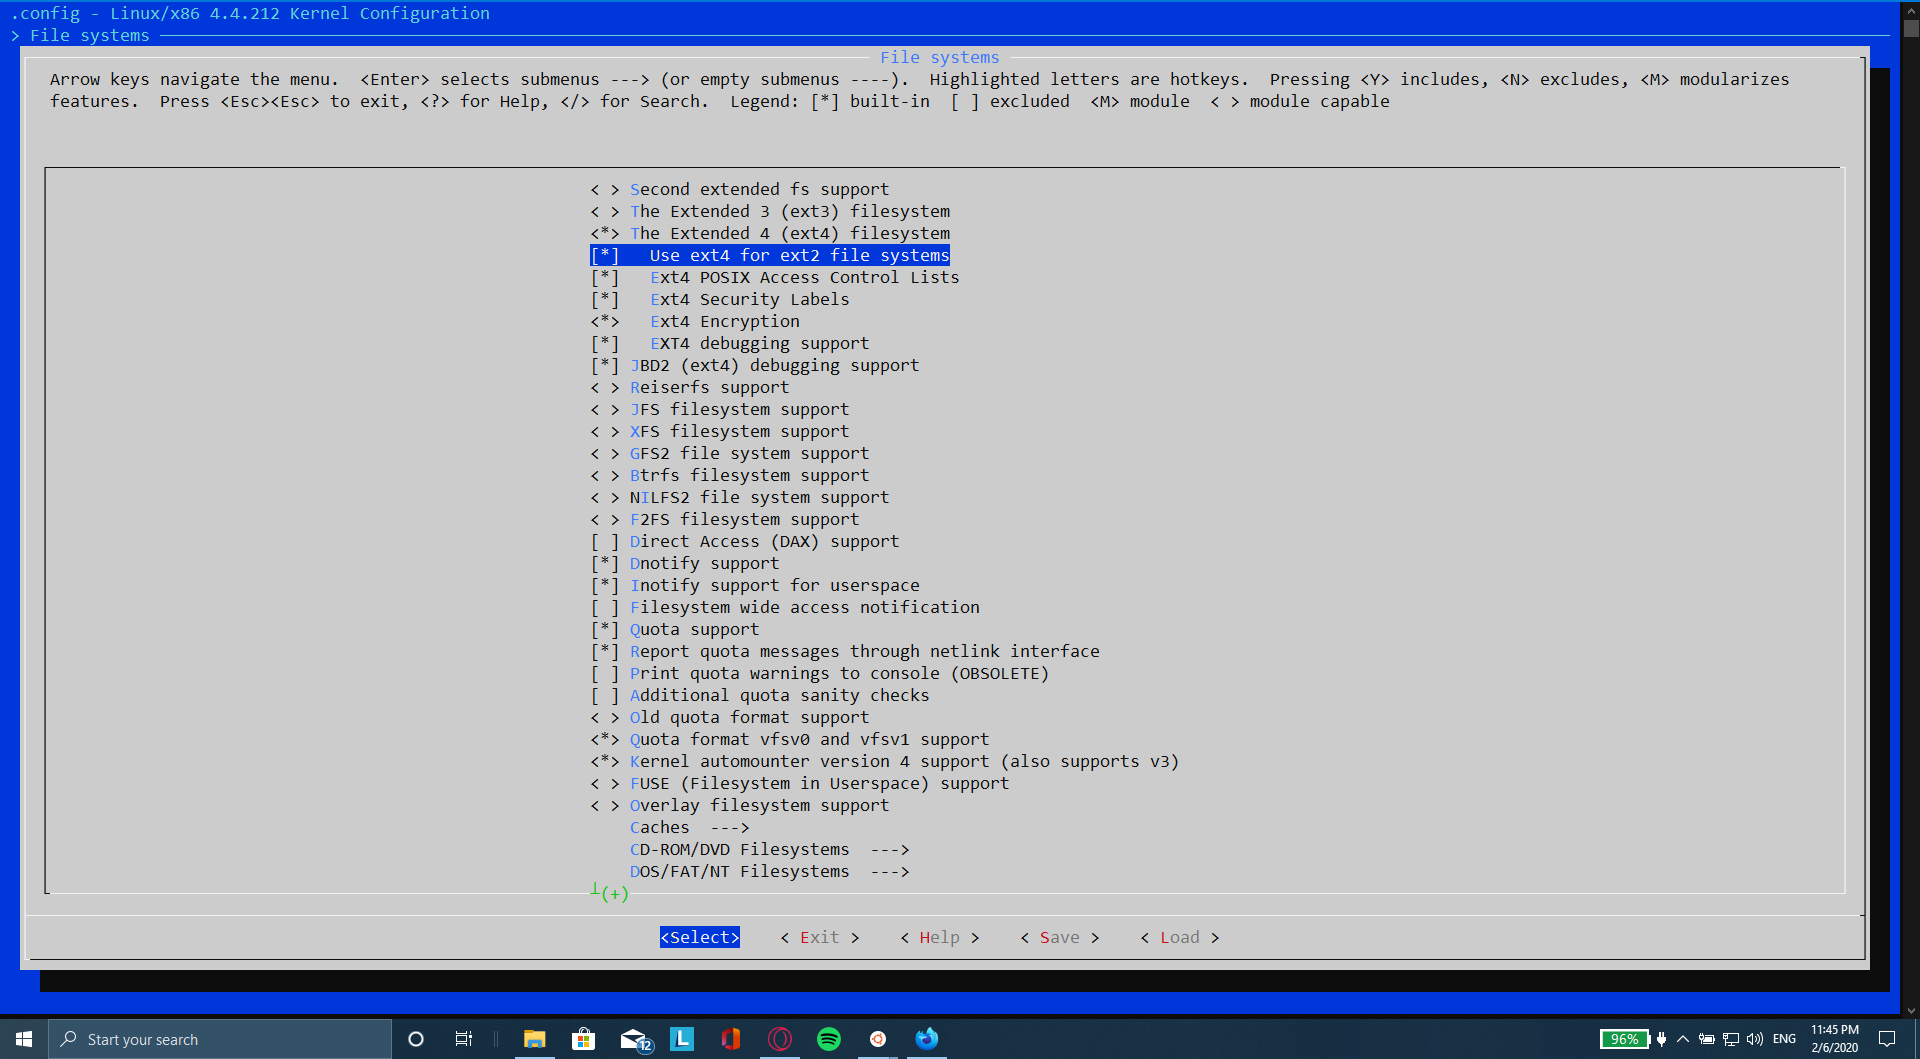 .config - Linux/x86 4.4.212 Kernel Configuration
> File systems
File systems
Arrow keys navigate the menu.  <Enter> selects submenus ---> (or empty submenus ----).  Highlighted letters are hotkeys.  Pressing <Y> includes, <N> excludes, <M> modularizes
features.  Press <Esc><Esc> to exit, <?> for Help, </> for Search.  Legend: [*] built-in  [ ] excluded  <M> module  < > module capable
< > Second extended fs support
< > The Extended 3 (ext3) filesystem
<*> The Extended 4 (ext4) filesystem
[*]   Use ext4 for ext2 file systems
[*]   Ext4 POSIX Access Control Lists
[*]   Ext4 Security Labels
<*>   Ext4 Encryption
[*]   EXT4 debugging support
[*] JBD2 (ext4) debugging support
< > Reiserfs support
< > JFS filesystem support
< > XFS filesystem support
< > GFS2 file system support
< > Btrfs filesystem support
< > NILFS2 file system support
< > F2FS filesystem support
[ ] Direct Access (DAX) support
[*] Dnotify support
[*] Inotify support for userspace
[ ] Filesystem wide access notification
[*] Quota support
[*] Report quota messages through netlink interface
[ ] Print quota warnings to console (OBSOLETE)
[ ] Additional quota sanity checks
< > Old quota format support
<*> Quota format vfsv0 and vfsv1 support
<*> Kernel automounter version 4 support (also supports v3)
< > FUSE (Filesystem in Userspace) support
< > Overlay filesystem support
Caches  --->
CD-ROM/DVD Filesystems  --->
DOS/FAT/NT Filesystems  --->
┴(+)
<Select>    < Exit >    < Help >    < Save >    < Load >
Start your search
12
L
96%
ENG
11:45 PM
2/6/2020